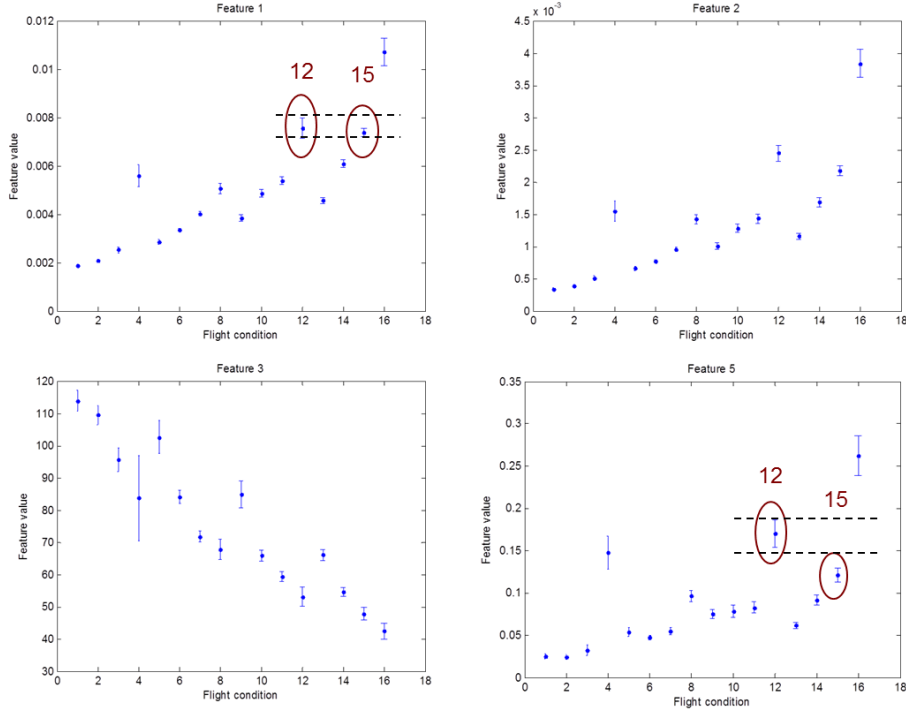 Feature 1
Feature value
0.012
0.01
0.008
0.006
0.004
0.002
0
12
15
0 2 4 6 8 10 12 14 16 18
Flight condition
Feature 2
× 10⁻³
Feature value
4.5
4
3.5
3
2.5
2
1.5
1
0.5
0
0 2 4 6 8 10 12 14 16 18
Flight condition
Feature 3
Feature value
120
110
100
90
80
70
60
50
40
30
0 2 4 6 8 10 12 14 16 18
Flight condition
Feature 5
Feature value
0.35
0.3
0.25
0.2
0.15
0.1
0.05
0
12
15
0 2 4 6 8 10 12 14 16 18
Flight condition